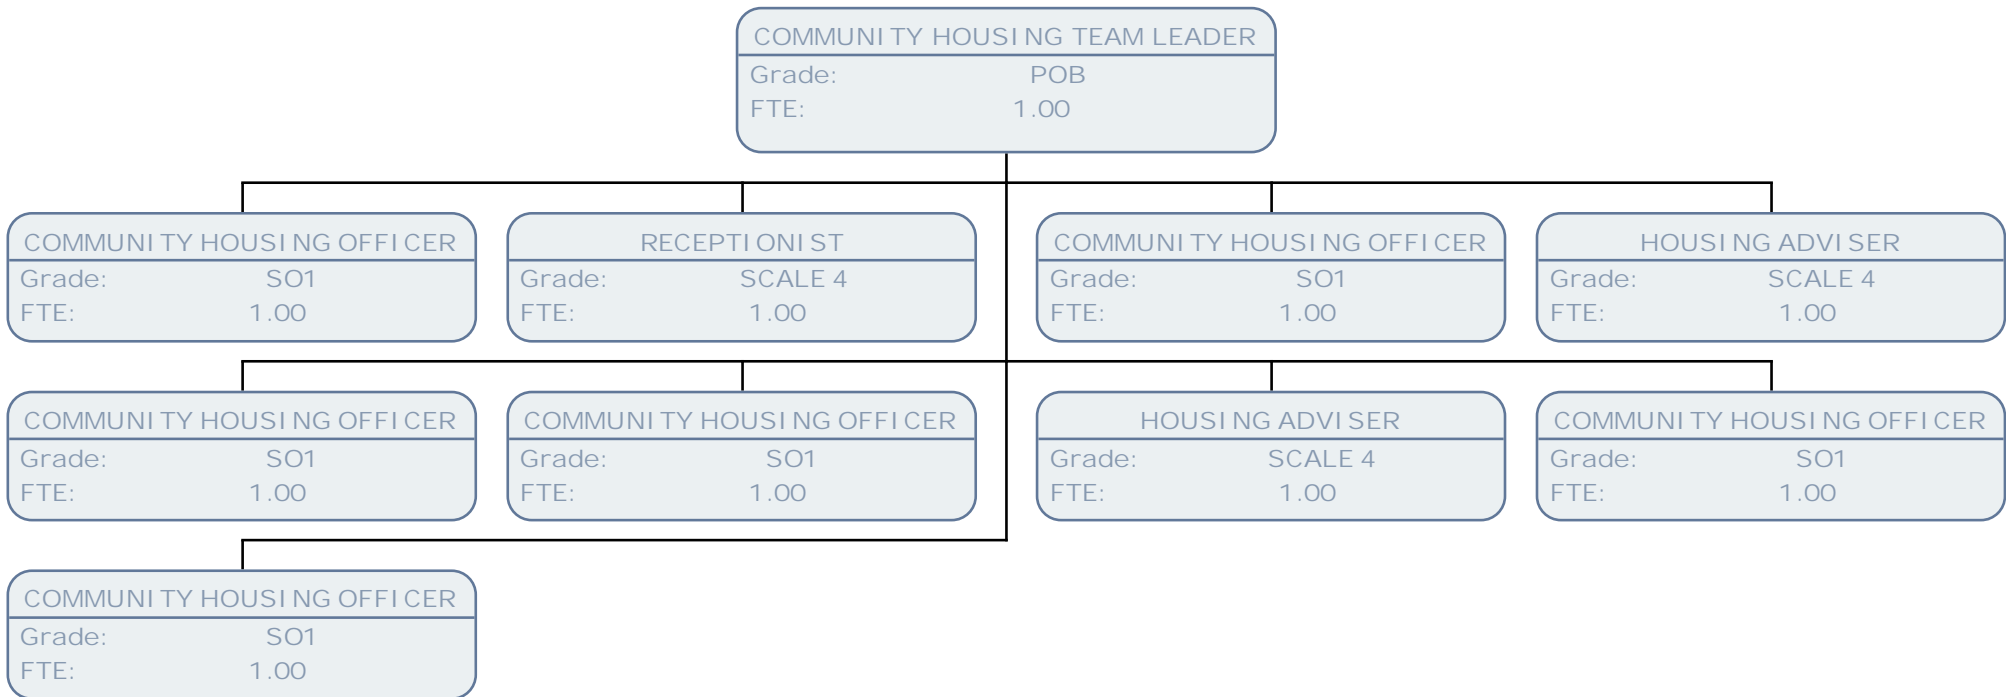 COMMUNITY HOUSING TEAM LEADER
Grade: POB
FTE: 1.00
COMMUNITY HOUSING OFFICER
Grade: SO1
FTE: 1.00
RECEPTIONIST
Grade: SCALE 4
FTE: 1.00
COMMUNITY HOUSING OFFICER
Grade: SO1
FTE: 1.00
HOUSING ADVISER
Grade: SCALE 4
FTE: 1.00
COMMUNITY HOUSING OFFICER
Grade: SO1
FTE: 1.00
COMMUNITY HOUSING OFFICER
Grade: SO1
FTE: 1.00
HOUSING ADVISER
Grade: SCALE 4
FTE: 1.00
COMMUNITY HOUSING OFFICER
Grade: SO1
FTE: 1.00
COMMUNITY HOUSING OFFICER
Grade: SO1
FTE: 1.00